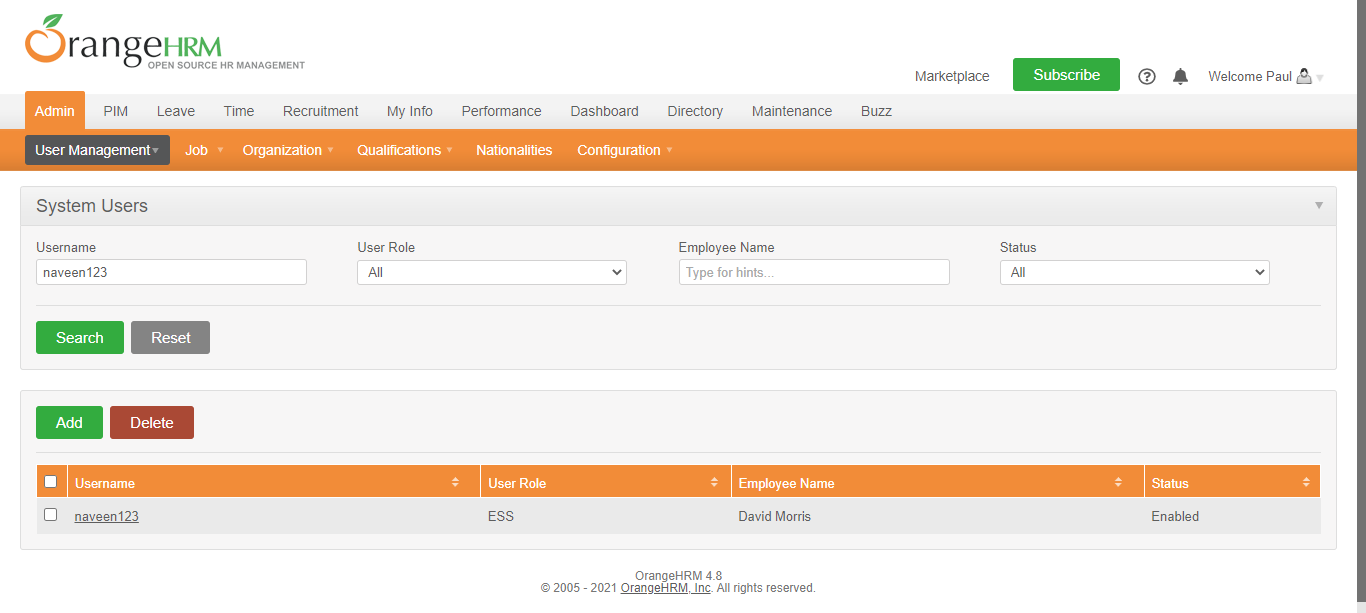 OrangeHRM
OPEN SOURCE HR MANAGEMENT
Marketplace Subscribe Welcome Paul
Admin PIM Leave Time Recruitment My Info Performance Dashboard Directory Maintenance Buzz
User Management Job Organization Qualifications Nationalities Configuration
System Users
Username User Role Employee Name Status
naveen123 All Type for hints... All
Search Reset
Add Delete
Username User Role Employee Name Status
naveen123 ESS David Morris Enabled
OrangeHRM 4.8
© 2005 - 2021 OrangeHRM, Inc. All rights reserved.